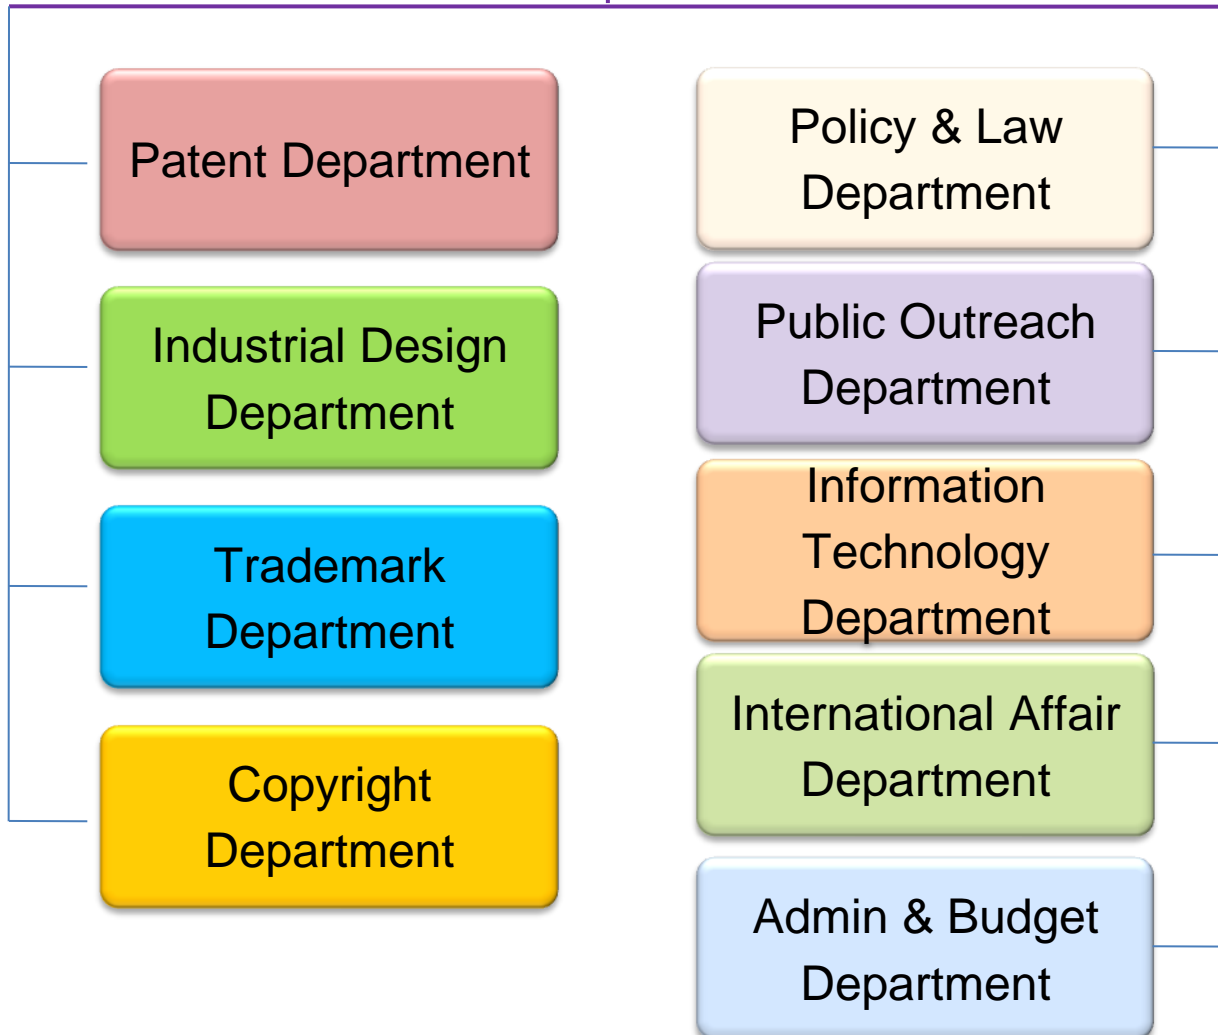 Patent Department
Industrial Design
Department
Trademark
Department
Copyright
Department
Policy & Law
Department
Public Outreach
Department
Information
Technology
Department
International Affair
Department
Admin & Budget
Department